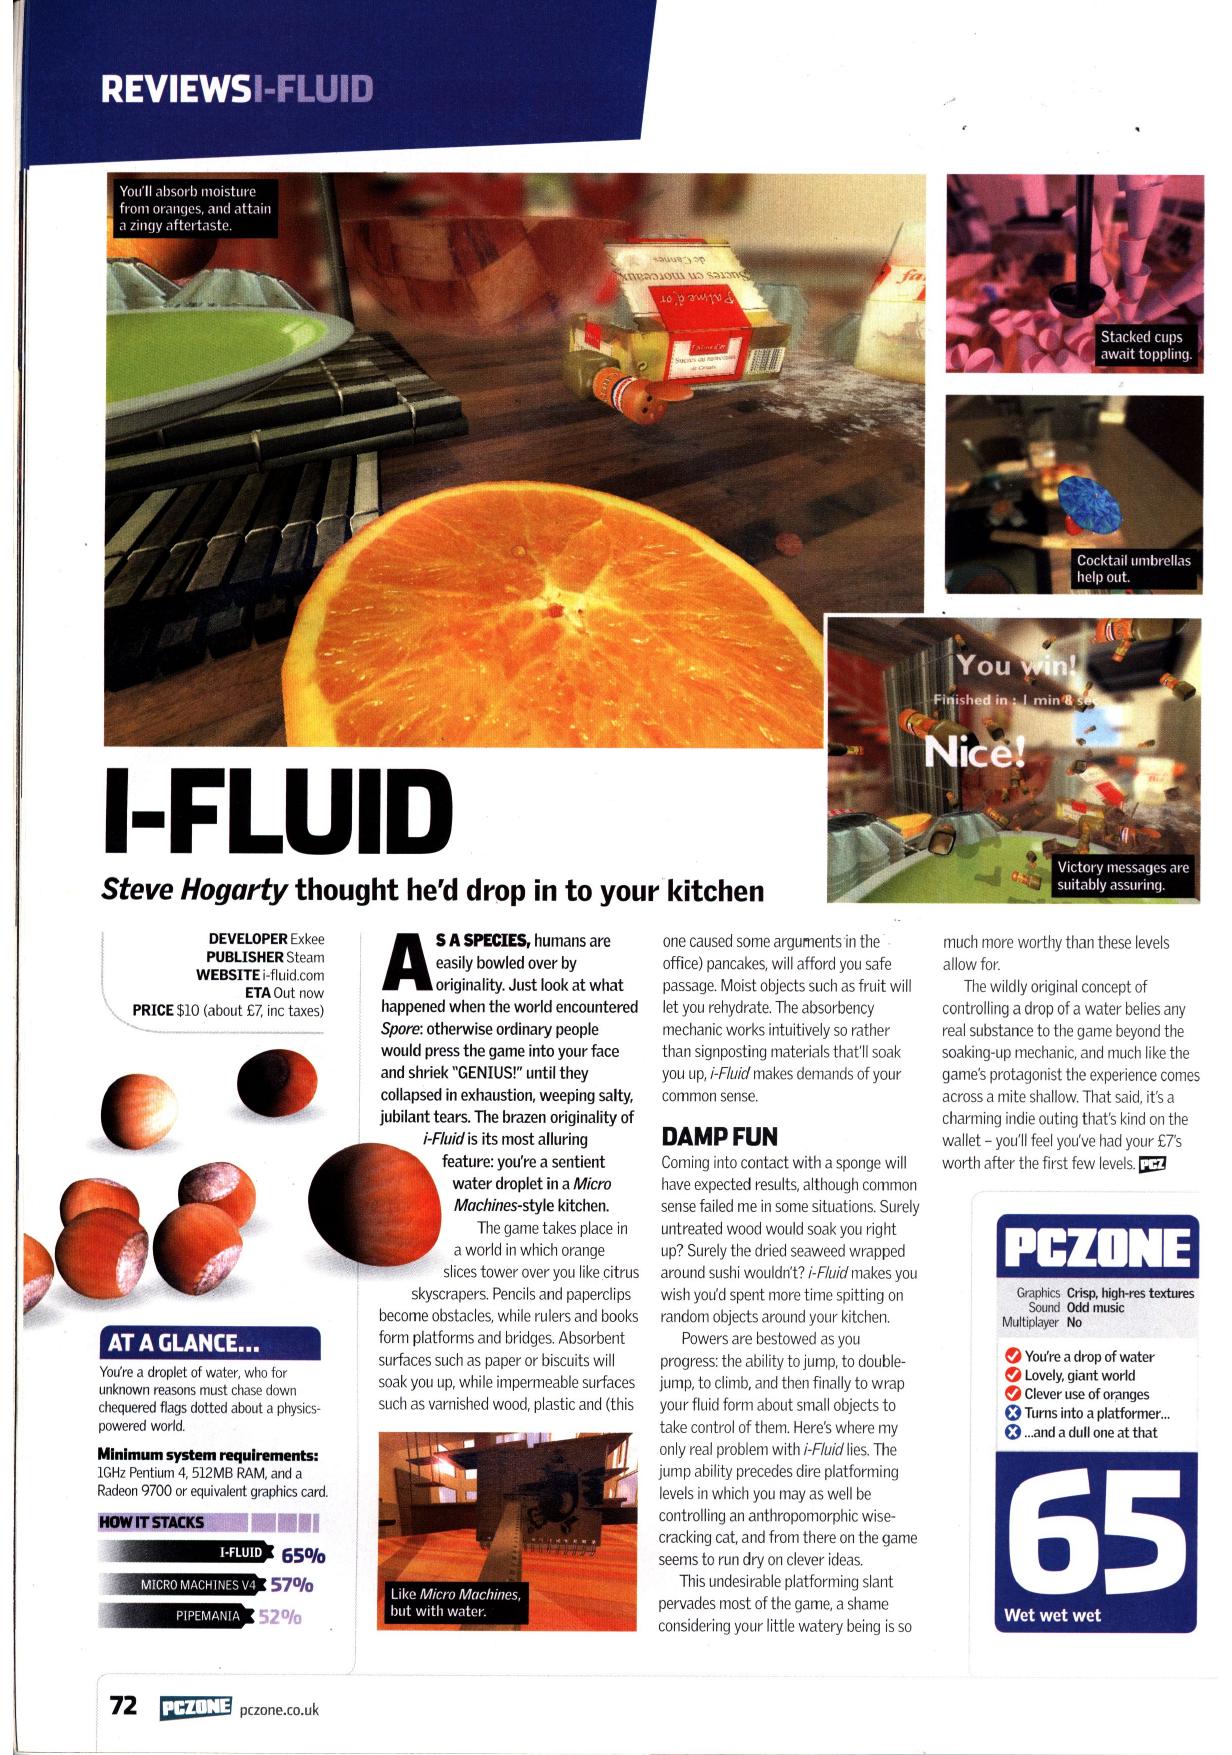 REVIEWS I-FLUID
You'll absorb moisture
from oranges, and attain
a zingy aftertaste.
Sucres en morceaux
de Cannes
Palme d'or
Stacked cups
await toppling.
Cocktail umbrellas
help out.
You win!
Finished in : 1 min 8 sec
Nice!
Victory messages are
suitably assuring.
I-FLUID
Steve Hogarty thought he'd drop in to your kitchen
DEVELOPER Exkee
PUBLISHER Steam
WEBSITE i-fluid.com
ETA Out now
PRICE $10 (about £7, inc taxes)
AT A GLANCE...
You're a droplet of water, who for
unknown reasons must chase down
chequered flags dotted about a physics-
powered world.
Minimum system requirements:
1GHz Pentium 4, 512MB RAM, and a
Radeon 9700 or equivalent graphics card.
HOW IT STACKS
I-FLUID 65%
MICRO MACHINES V4 57%
PIPEMANIA 52%
AS A SPECIES, humans are
easily bowled over by
originality. Just look at what
happened when the world encountered
Spore: otherwise ordinary people
would press the game into your face
and shriek "GENIUS!" until they
collapsed in exhaustion, weeping salty,
jubilant tears. The brazen originality of
i-Fluid is its most alluring
feature: you're a sentient
water droplet in a Micro
Machines-style kitchen.
The game takes place in
a world in which orange
slices tower over you like citrus
skyscrapers. Pencils and paperclips
become obstacles, while rulers and books
form platforms and bridges. Absorbent
surfaces such as paper or biscuits will
soak you up, while impermeable surfaces
such as varnished wood, plastic and (this
Like Micro Machines,
but with water.
one caused some arguments in the
office) pancakes, will afford you safe
passage. Moist objects such as fruit will
let you rehydrate. The absorbency
mechanic works intuitively so rather
than signposting materials that'll soak
you up, i-Fluid makes demands of your
common sense.
DAMP FUN
Coming into contact with a sponge will
have expected results, although common
sense failed me in some situations. Surely
untreated wood would soak you right
up? Surely the dried seaweed wrapped
around sushi wouldn't? i-Fluid makes you
wish you'd spent more time spitting on
random objects around your kitchen.
Powers are bestowed as you
progress: the ability to jump, to double-
jump, to climb, and then finally to wrap
your fluid form about small objects to
take control of them. Here's where my
only real problem with i-Fluid lies. The
jump ability precedes dire platforming
levels in which you may as well be
controlling an anthropomorphic wise-
cracking cat, and from there on the game
seems to run dry on clever ideas.
This undesirable platforming slant
pervades most of the game, a shame
considering your little watery being is so
much more worthy than these levels
allow for.
The wildly original concept of
controlling a drop of a water belies any
real substance to the game beyond the
soaking-up mechanic, and much like the
game's protagonist the experience comes
across a mite shallow. That said, it's a
charming indie outing that's kind on the
wallet – you'll feel you've had your £7's
worth after the first few levels. PCZ
PCZONE
Graphics Crisp, high-res textures
Sound Odd music
Multiplayer No
You're a drop of water
Lovely, giant world
Clever use of oranges
Turns into a platformer...
...and a dull one at that
65
Wet wet wet
72 PCZONE pczone.co.uk